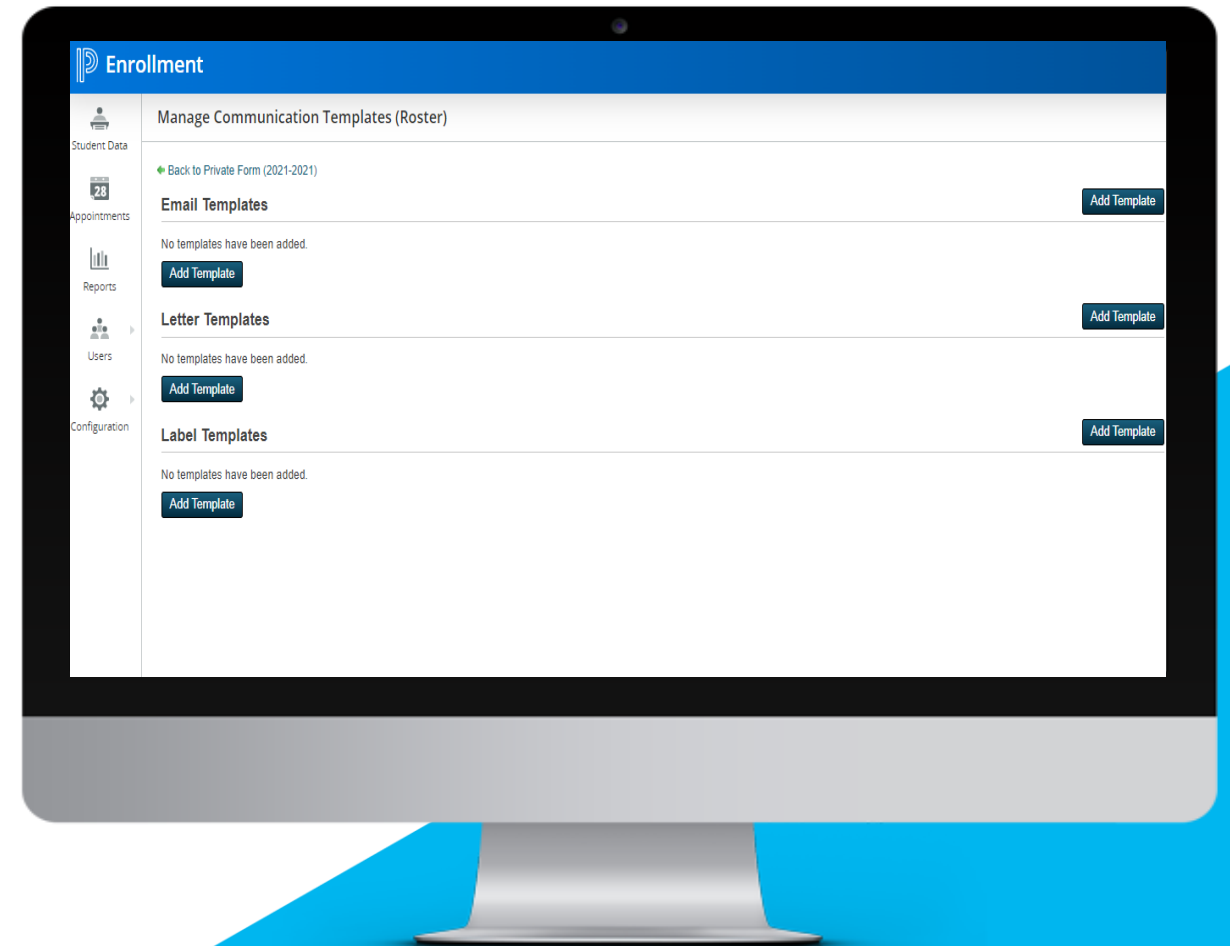 Enrollment
Manage Communication Templates (Roster)
Student Data
Back to Private Form (2021-2021)
28
Appointments
Email Templates
Add Template
No templates have been added.
Add Template
Reports
Letter Templates
Add Template
Users
No templates have been added.
Add Template
Configuration
Label Templates
Add Template
No templates have been added.
Add Template